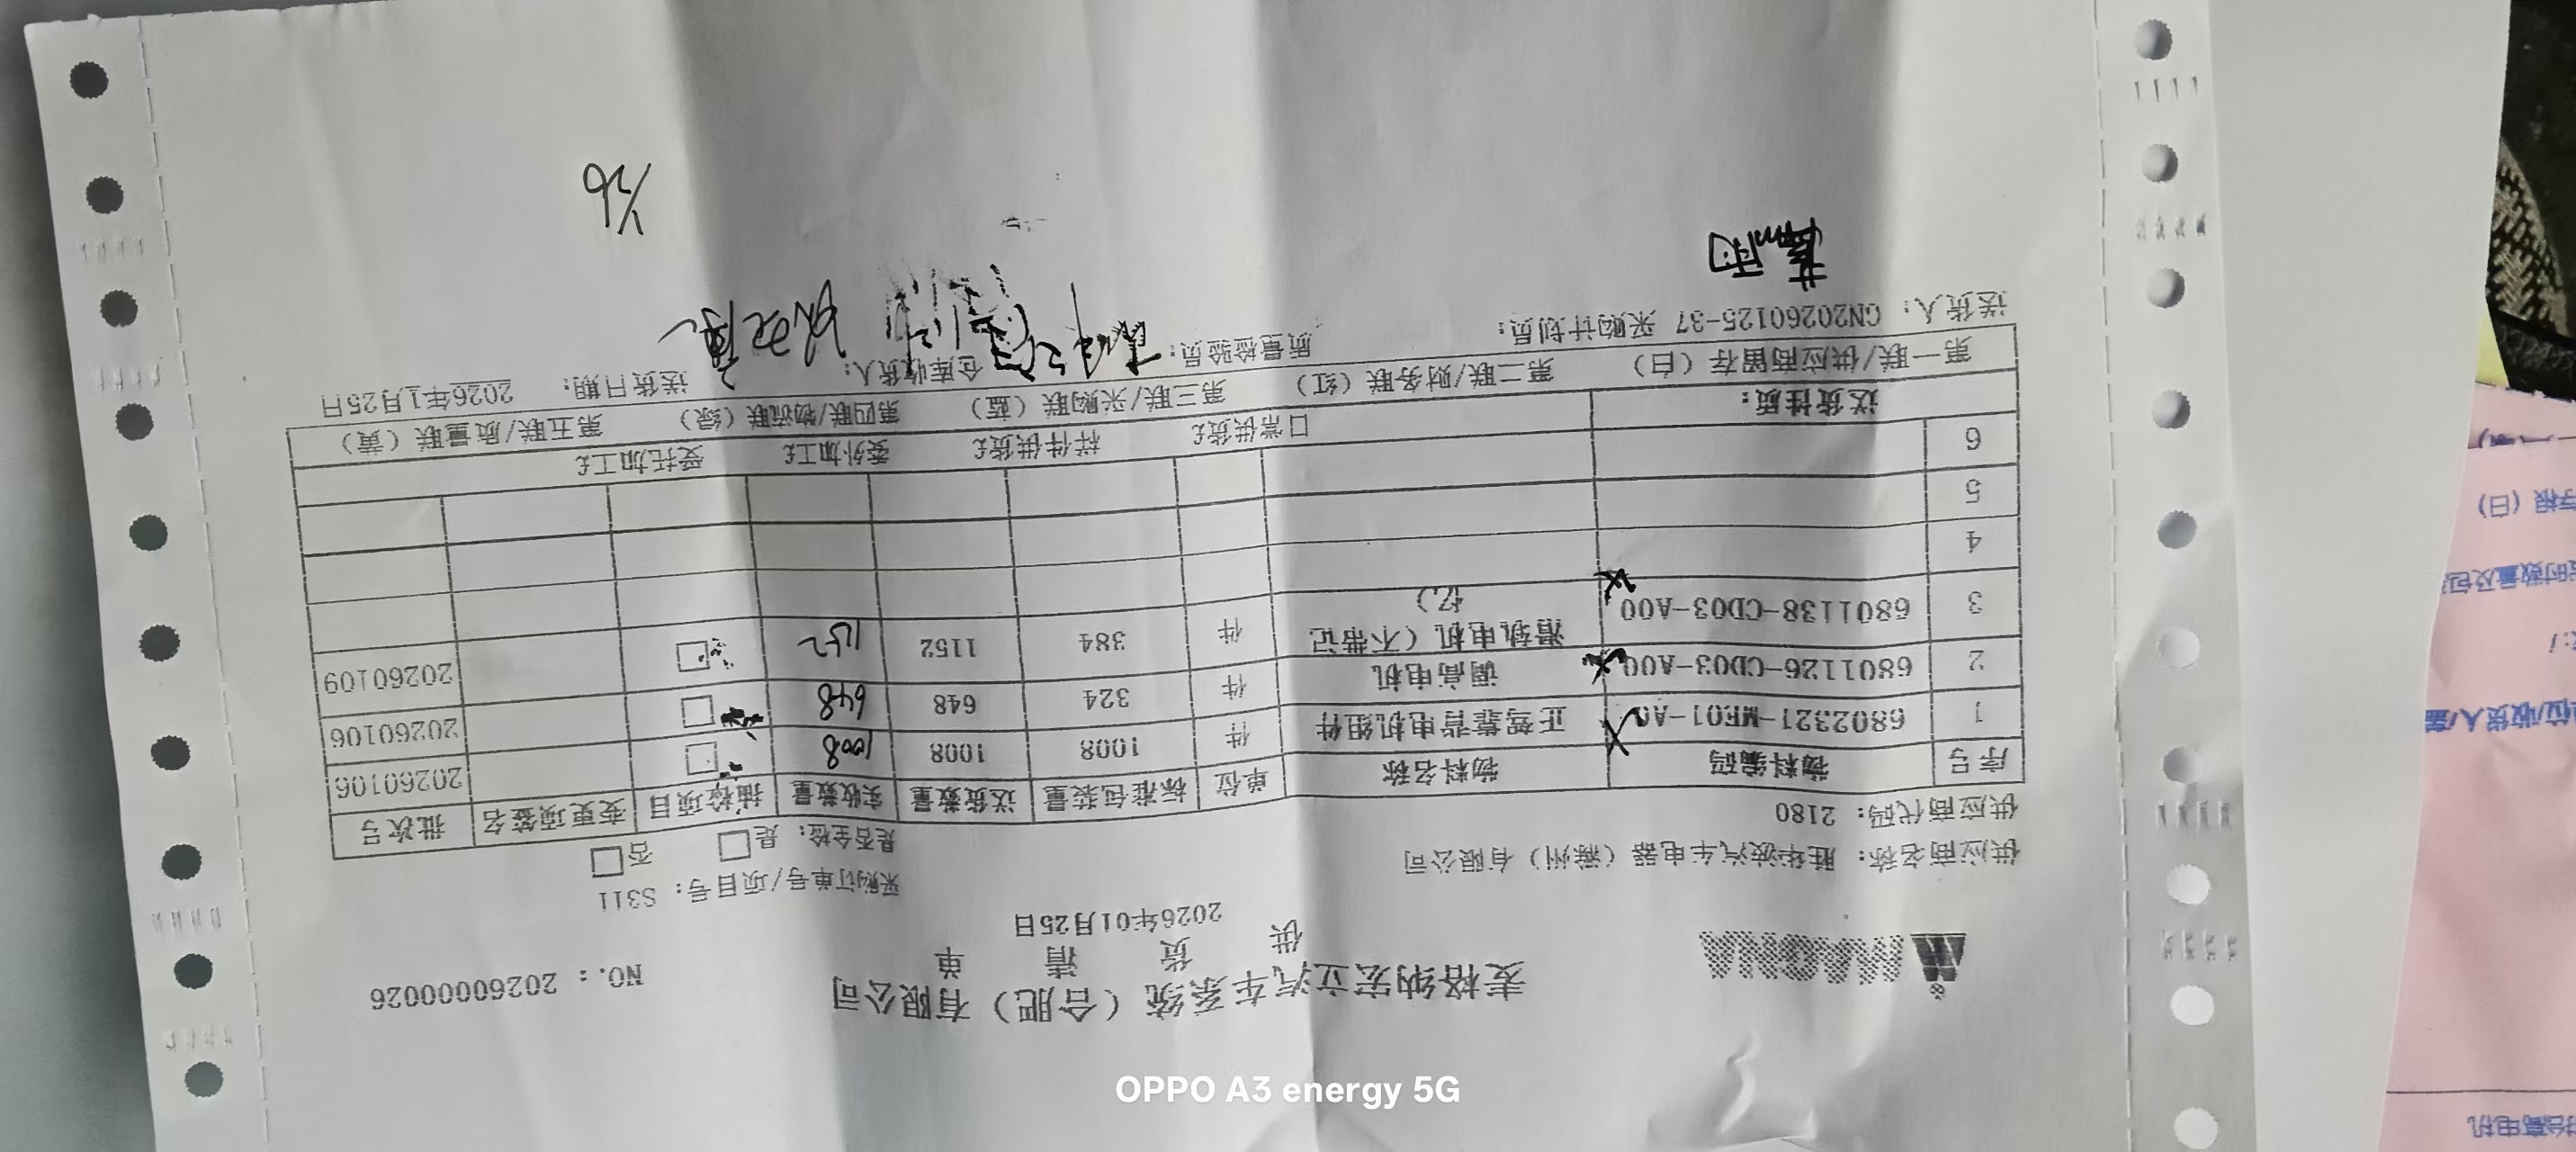 MAGNA
麦格纳宏立汽车系统（合肥）有限公司
供 货 清 单
NO.: 2026000026
2026年01月25日
采购订单号/项目号: S311
供应商名称: 胜华波汽车电器（滁州）有限公司
是否全检: 是□ 否□
供应商代码: 2180
序号 物料编码 物料名称 单位 标准包装量 送货数量 实收数量 抽检项目 变更项签名 批次号
1 6802321-MF01-A0 正驾靠背电机组件 件 1008 1008 1008 □ 20260106
2 6801126-CD03-A00 调高电机 件 324 648 648 □ 20260106
3 6801138-CD03-A00 滑轨电机（不带记忆） 件 384 1152 1152 □ 20260109
4
5
6
送货性质: 日常供货£ 样件供货£ 委外加工£ 受托加工£
第一联/供应商留存（白） 第二联/财务联（红） 第三联/采购联（蓝） 第四联/物流联（绿） 第五联/质量联（黄）
送货人: GN20260125-37 采购计划员: 质量检验员: 仓库收货人: 送货日期: 2026年1月25日
1/26
OPPO A3 energy 5G